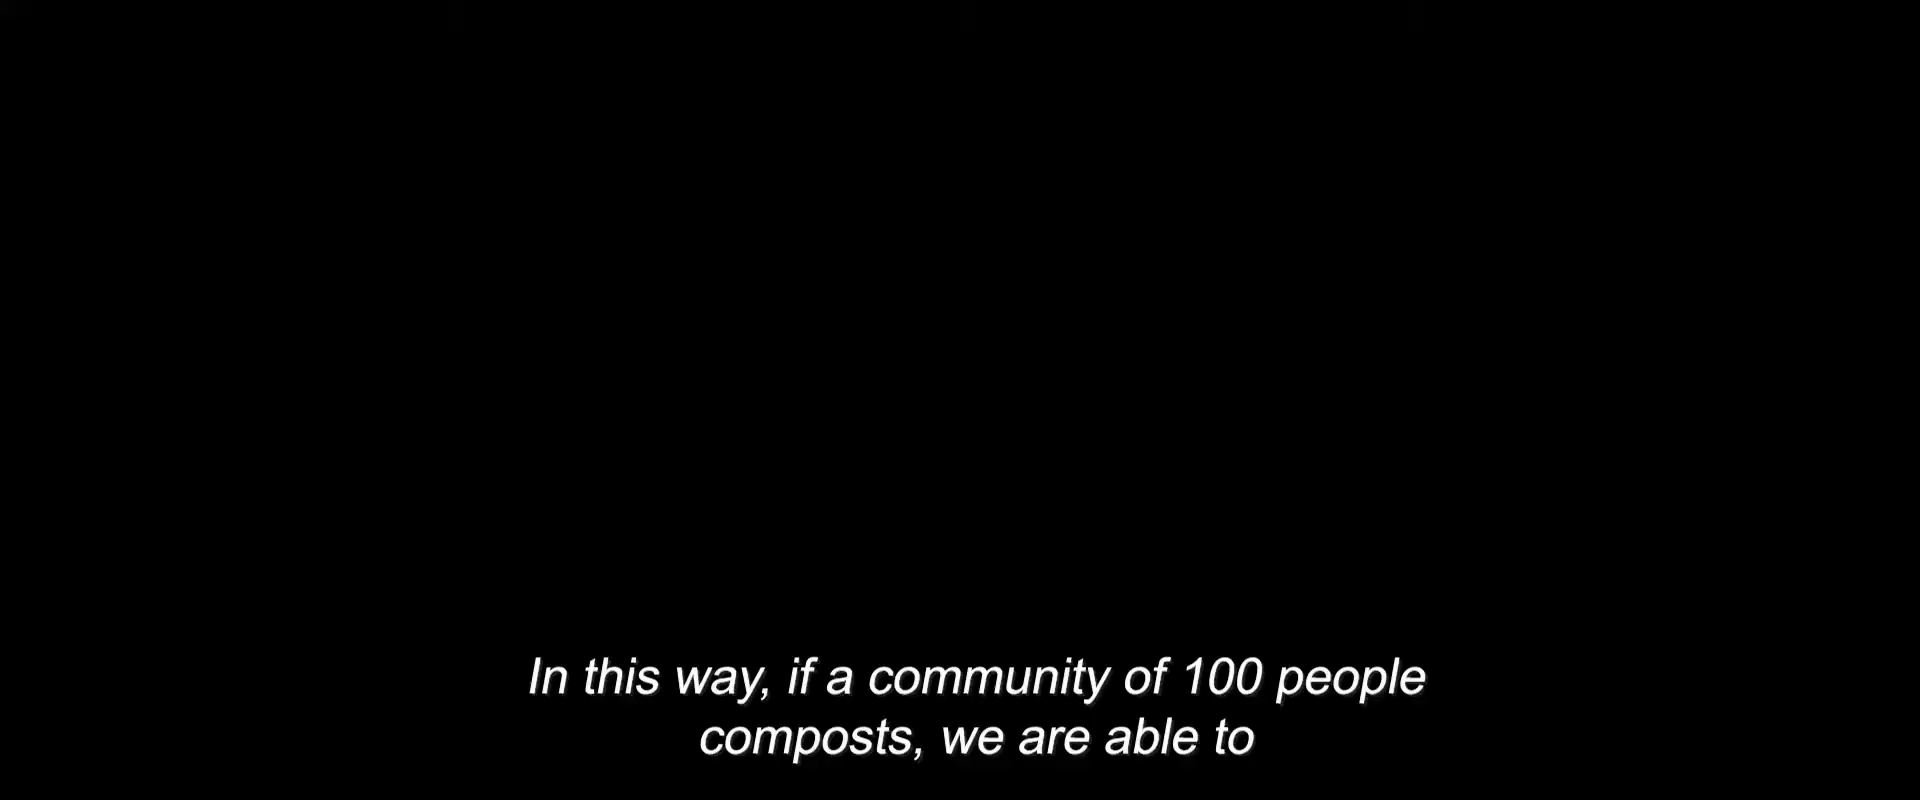 In this way, if a community of 100 people
composts, we are able to